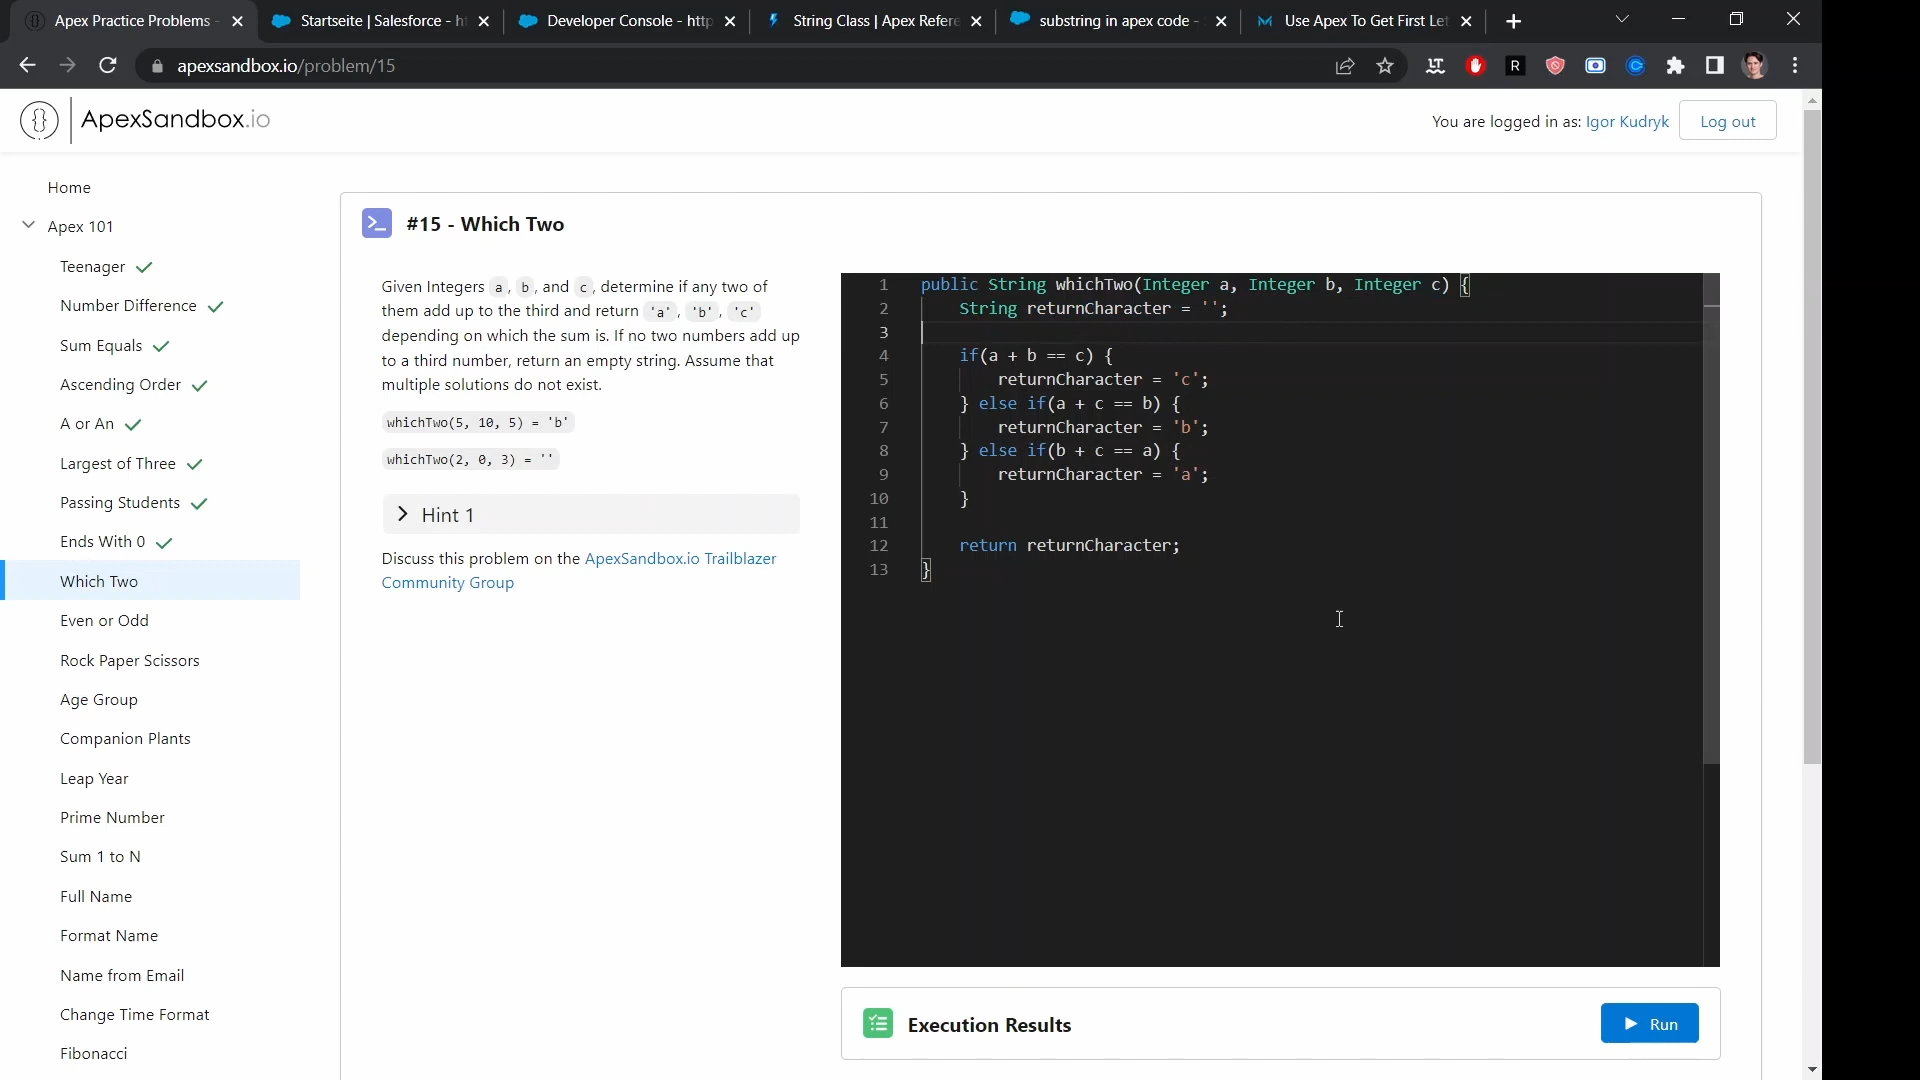 Apex Practice Problems -
Startseite | Salesforce - h
Developer Console - http
String Class | Apex Refere
substring in apex code -
Use Apex To Get First Let
apexsandbox.io/problem/15
ApexSandbox.io
You are logged in as: Igor Kudryk
Log out
Home
Apex 101
Teenager
Number Difference
Sum Equals
Ascending Order
A or An
Largest of Three
Passing Students
Ends With 0
Which Two
Even or Odd
Rock Paper Scissors
Age Group
Companion Plants
Leap Year
Prime Number
Sum 1 to N
Full Name
Format Name
Name from Email
Change Time Format
Fibonacci
#15 - Which Two
Given Integers a, b, and c, determine if any two of
them add up to the third and return 'a', 'b', 'c'
depending on which the sum is. If no two numbers add up
to a third number, return an empty string. Assume that
multiple solutions do not exist.
whichTwo(5, 10, 5) = 'b'
whichTwo(2, 0, 3) = ''
Hint 1
Discuss this problem on the ApexSandbox.io Trailblazer
Community Group
1 public String whichTwo(Integer a, Integer b, Integer c) {
2 String returnCharacter = '';
3
4 if(a + b == c) {
5 returnCharacter = 'c';
6 } else if(a + c == b) {
7 returnCharacter = 'b';
8 } else if(b + c == a) {
9 returnCharacter = 'a';
10 }
11
12 return returnCharacter;
13 }
Execution Results
Run